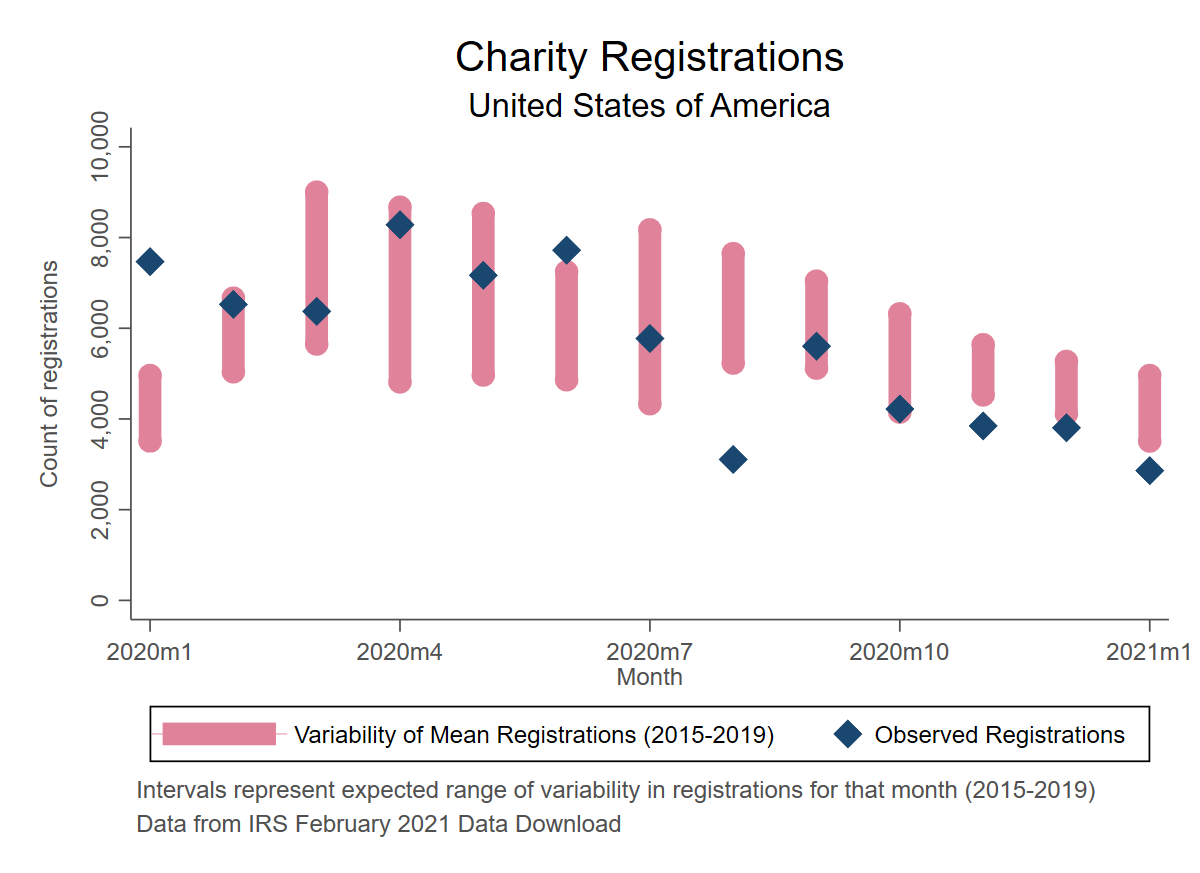 Charity Registrations
United States of America
Count of registrations
10,000
8,000
6,000
4,000
2,000
0
2020m1 2020m4 2020m7 2020m10 2021m1
Month
Variability of Mean Registrations (2015-2019) Observed Registrations
Intervals represent expected range of variability in registrations for that month (2015-2019)
Data from IRS February 2021 Data Download